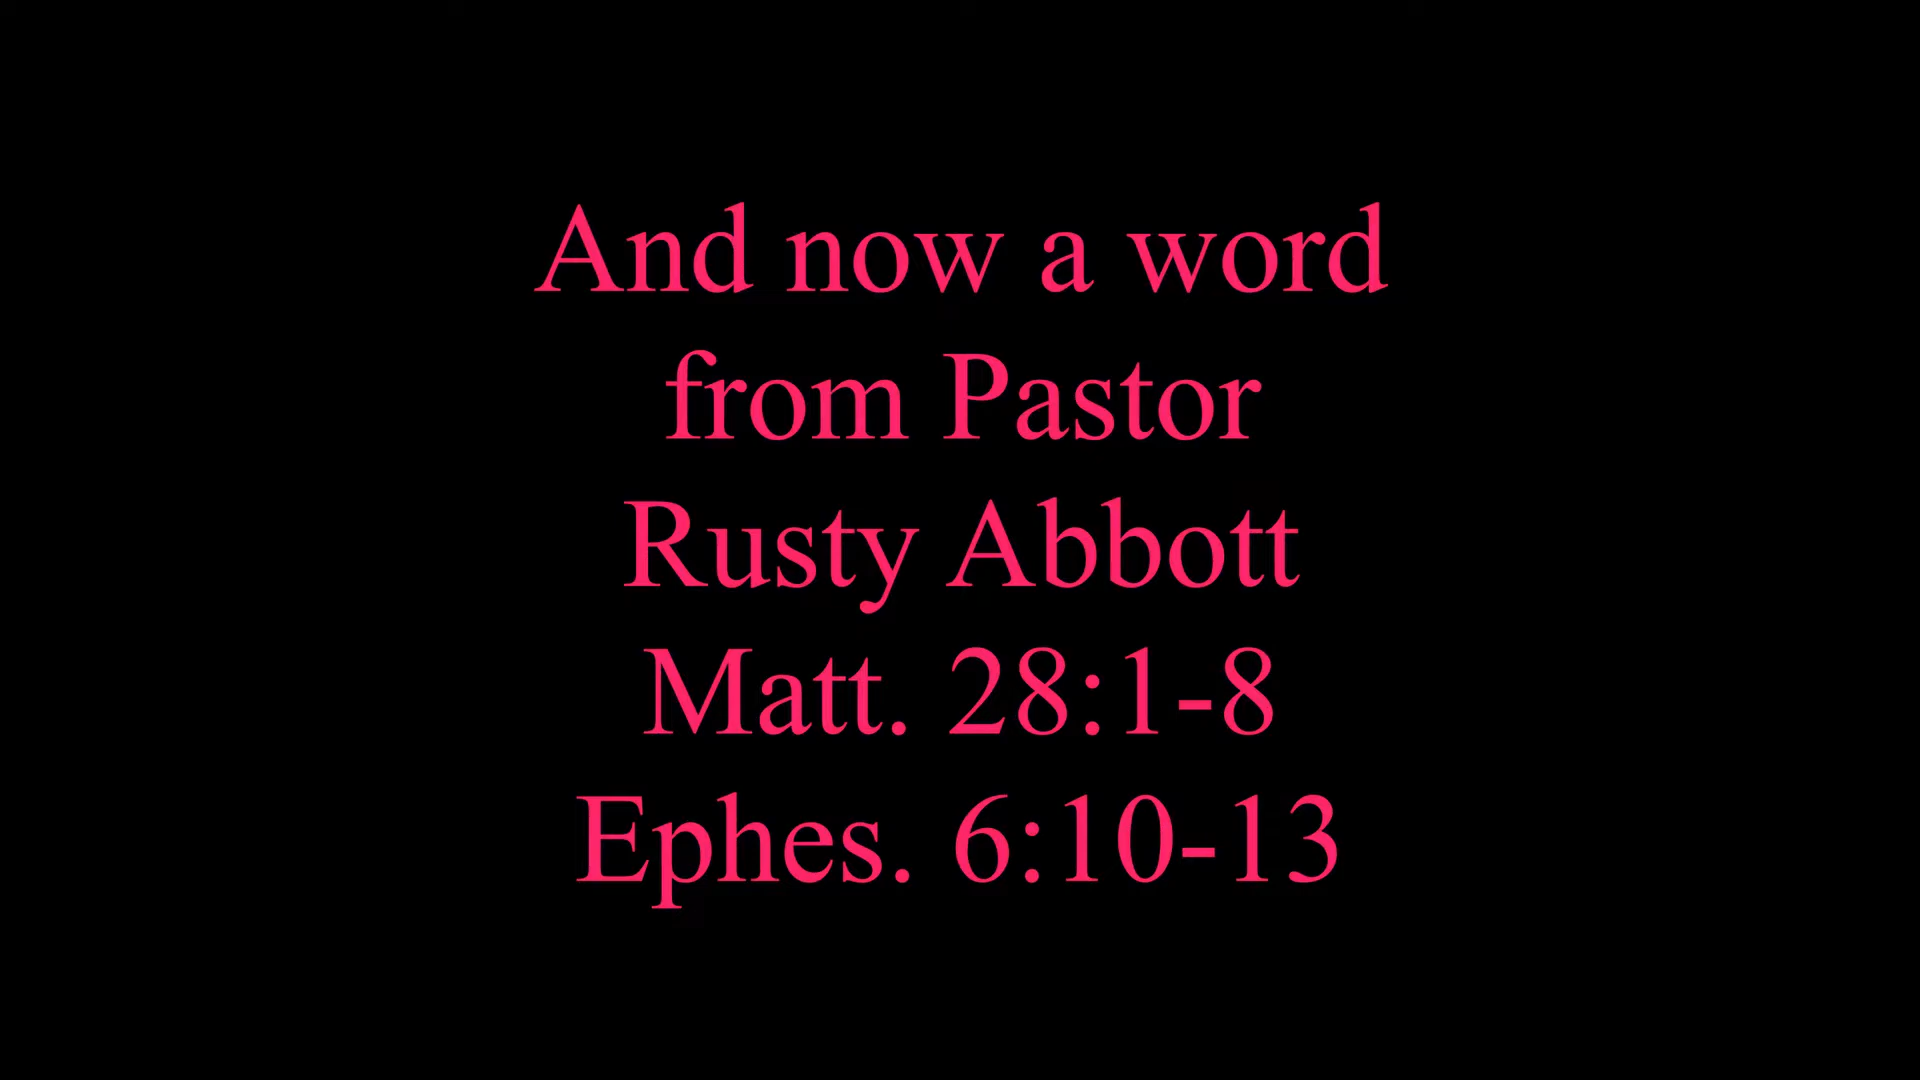 And now a word
from Pastor
Rusty Abbott
Matt. 28:1-8
Ephes. 6:10-13